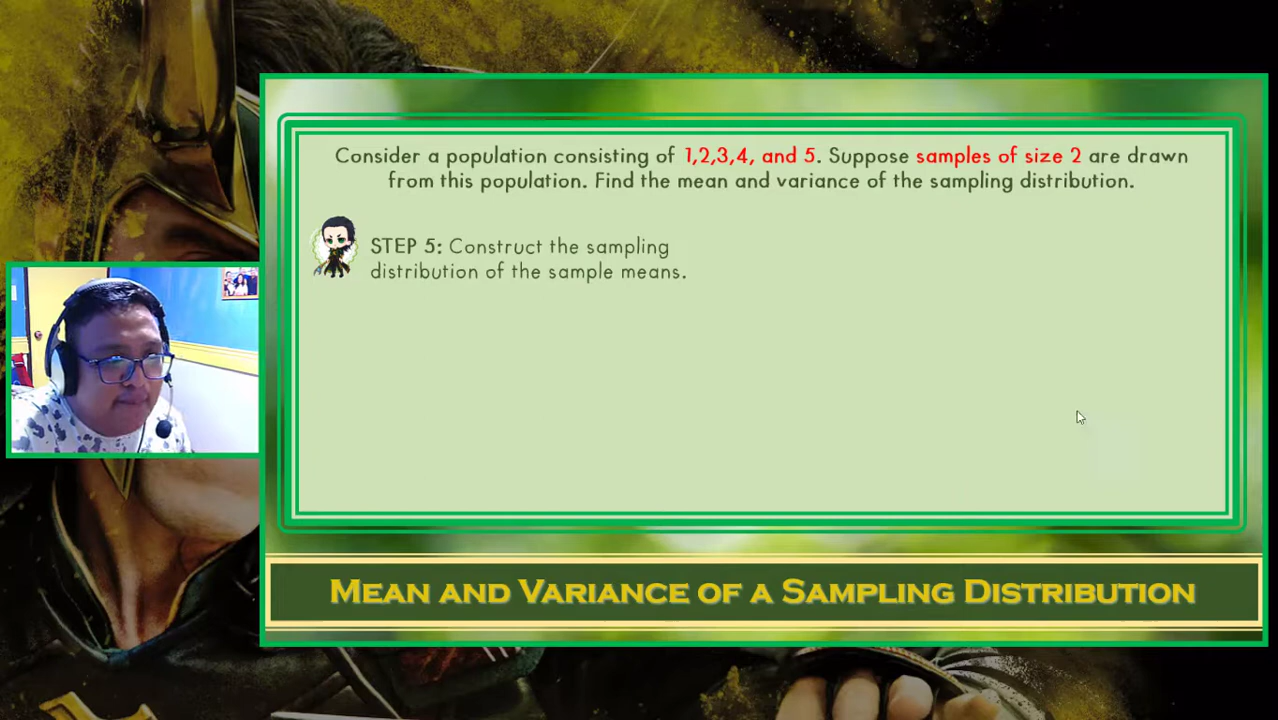 Consider a population consisting of 1,2,3,4, and 5. Suppose samples of size 2 are drawn
from this population. Find the mean and variance of the sampling distribution.
STEP 5: Construct the sampling
distribution of the sample means.
MEAN AND VARIANCE OF A SAMPLING DISTRIBUTION